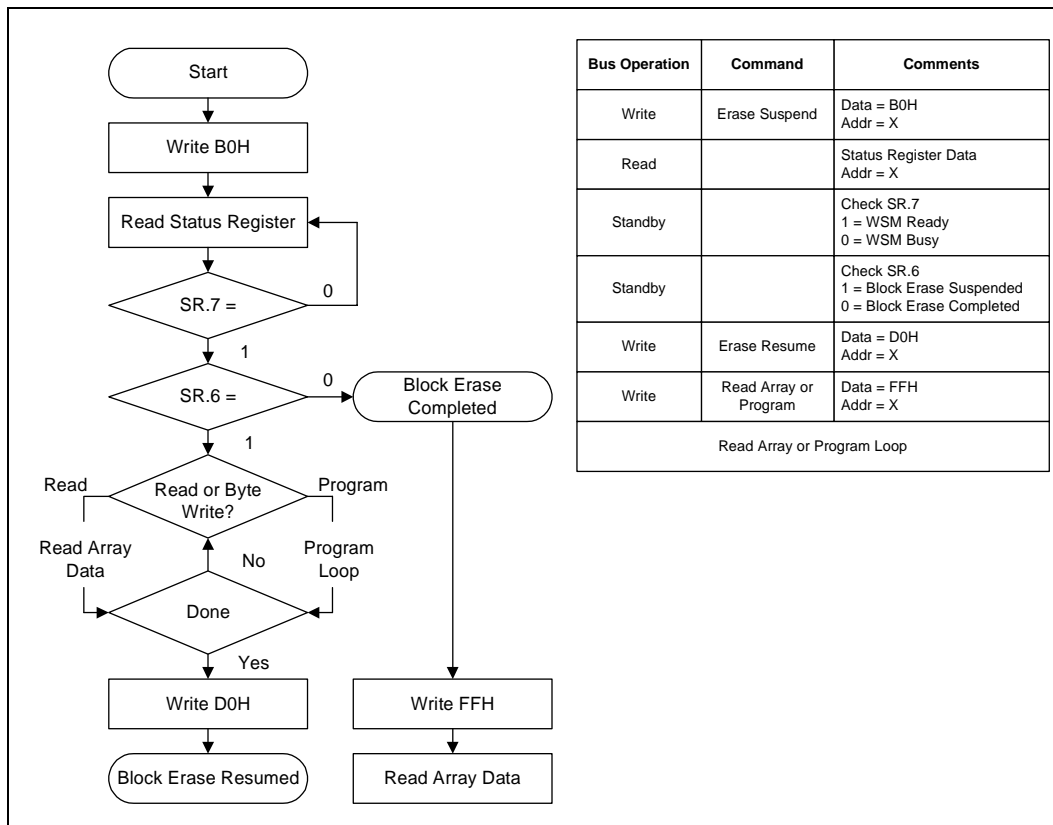 Start
Write B0H
Read Status Register
SR.7 =
0
1
SR.6 =
0
Block Erase
Completed
1
Read
Read or Byte
Write?
Program
Read Array
Data
No
Program
Loop
Done
Yes
Write D0H
Write FFH
Block Erase Resumed
Read Array Data
Bus Operation Command Comments
Write Erase Suspend Data = B0H
Addr = X
Read Status Register Data
Addr = X
Standby Check SR.7
1 = WSM Ready
0 = WSM Busy
Standby Check SR.6
1 = Block Erase Suspended
0 = Block Erase Completed
Write Erase Resume Data = D0H
Addr = X
Write Read Array or
Program Data = FFH
Addr = X
Read Array or Program Loop